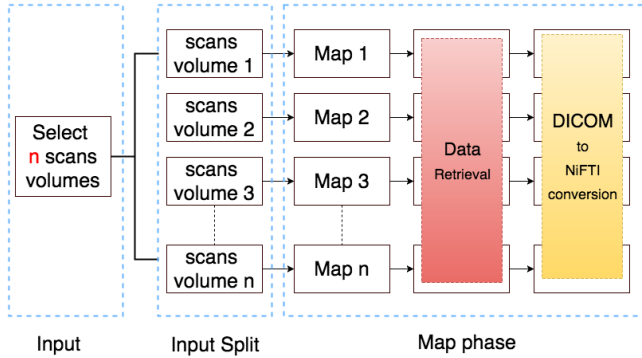 Select
n scans
volumes
scans
volume 1
scans
volume 2
scans
volume 3
scans
volume n
Map 1
Map 2
Map 3
Map n
Data
Retrieval
DICOM
to
NiFTI
conversion
Input
Input Split
Map phase